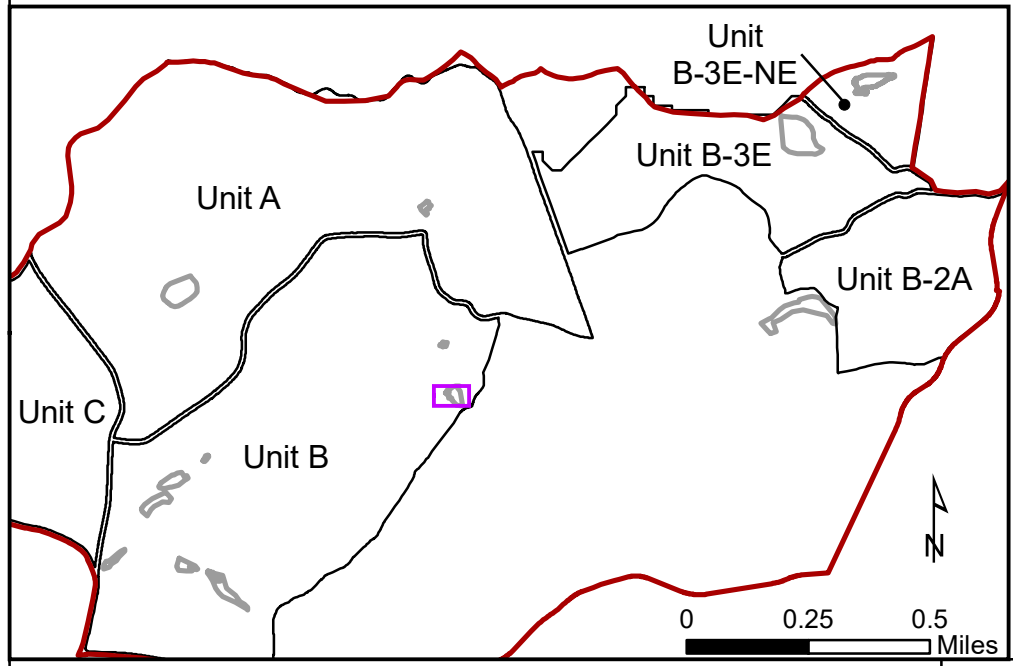 Unit
B-3E-NE
Unit B-3E
Unit A
Unit B-2A
Unit C
Unit B
N
0 0.25 0.5
Miles